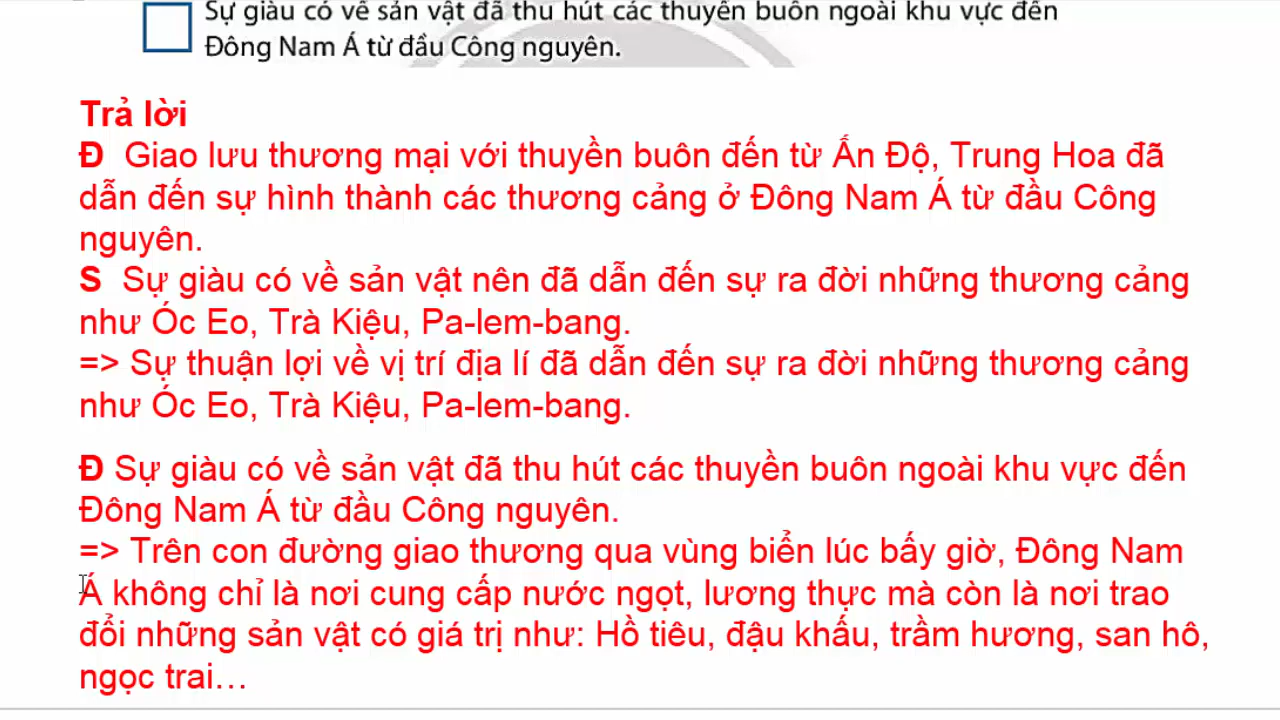 Sự giàu có về sản vật đã thu hút các thuyền buôn ngoài khu vực đến
Đông Nam Á từ đầu Công nguyên.
Trả lời
Đ Giao lưu thương mại với thuyền buôn đến từ Ấn Độ, Trung Hoa đã
dẫn đến sự hình thành các thương cảng ở Đông Nam Á từ đầu Công
nguyên.
S Sự giàu có về sản vật nên đã dẫn đến sự ra đời những thương cảng
như Óc Eo, Trà Kiệu, Pa-lem-bang.
=> Sự thuận lợi về vị trí địa lí đã dẫn đến sự ra đời những thương cảng
như Óc Eo, Trà Kiệu, Pa-lem-bang.
Đ Sự giàu có về sản vật đã thu hút các thuyền buôn ngoài khu vực đến
Đông Nam Á từ đầu Công nguyên.
=> Trên con đường giao thương qua vùng biển lúc bấy giờ, Đông Nam
Á không chỉ là nơi cung cấp nước ngọt, lương thực mà còn là nơi trao
đổi những sản vật có giá trị như: Hồ tiêu, đậu khấu, trầm hương, san hô,
ngọc trai…